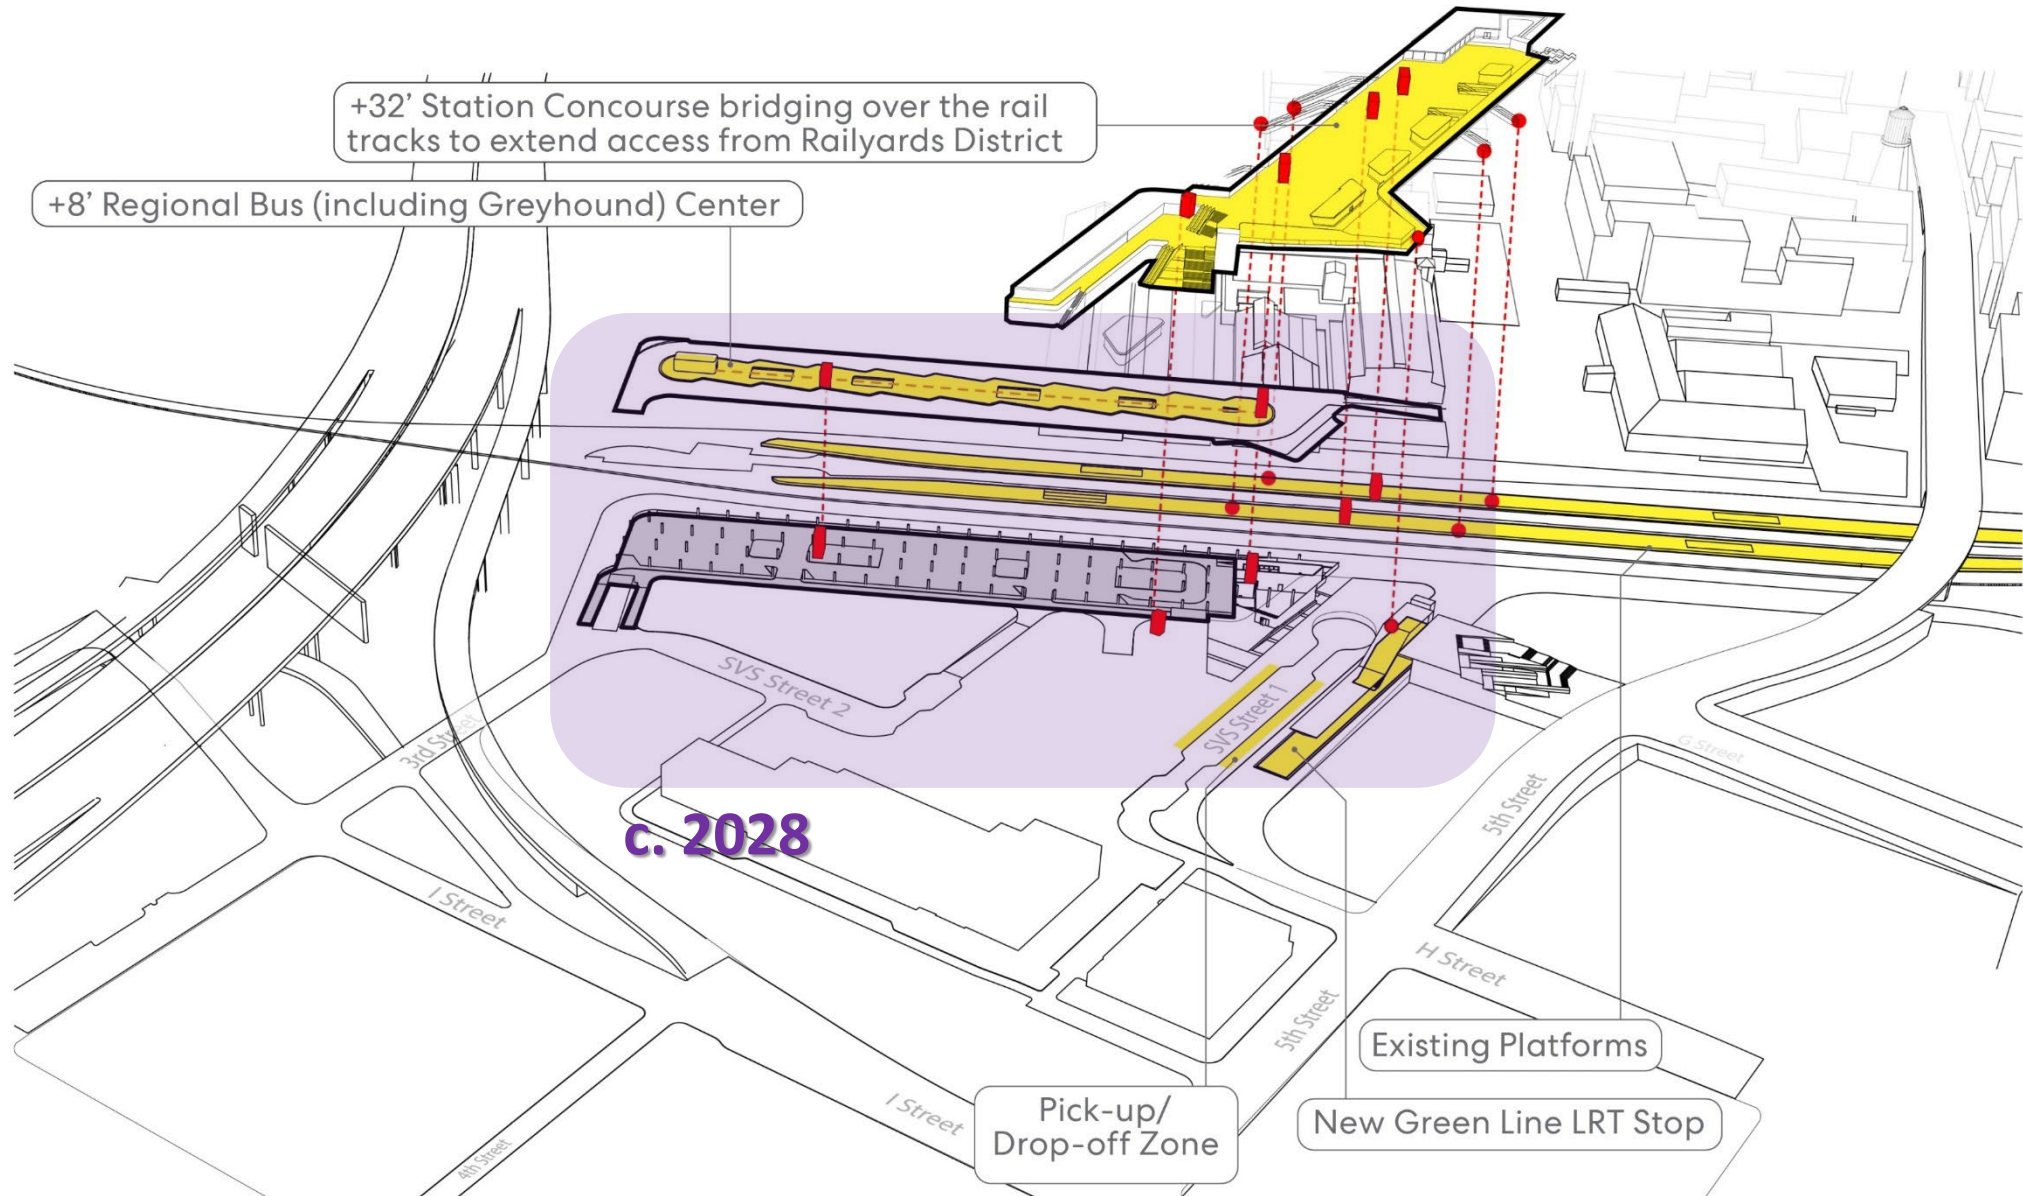 +32’ Station Concourse bridging over the rail
tracks to extend access from Railyards District
+8’ Regional Bus (including Greyhound) Center
SVS Street 2
SVS Street 1
3rd Street
G Street
5th Street
c. 2028
I Street
H Street
5th Street
Existing Platforms
I Street
Pick-up/
Drop-off Zone
New Green Line LRT Stop
4th Street